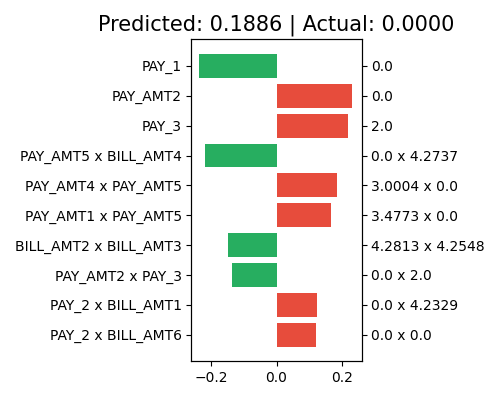 Predicted: 0.1886 | Actual: 0.0000
PAY_1 0.0
PAY_AMT2 0.0
PAY_3 2.0
PAY_AMT5 x BILL_AMT4 0.0 x 4.2737
PAY_AMT4 x PAY_AMT5 3.0004 x 0.0
PAY_AMT1 x PAY_AMT5 3.4773 x 0.0
BILL_AMT2 x BILL_AMT3 4.2813 x 4.2548
PAY_AMT2 x PAY_3 0.0 x 2.0
PAY_2 x BILL_AMT1 0.0 x 4.2329
PAY_2 x BILL_AMT6 0.0 x 0.0
−0.2 0.0 0.2